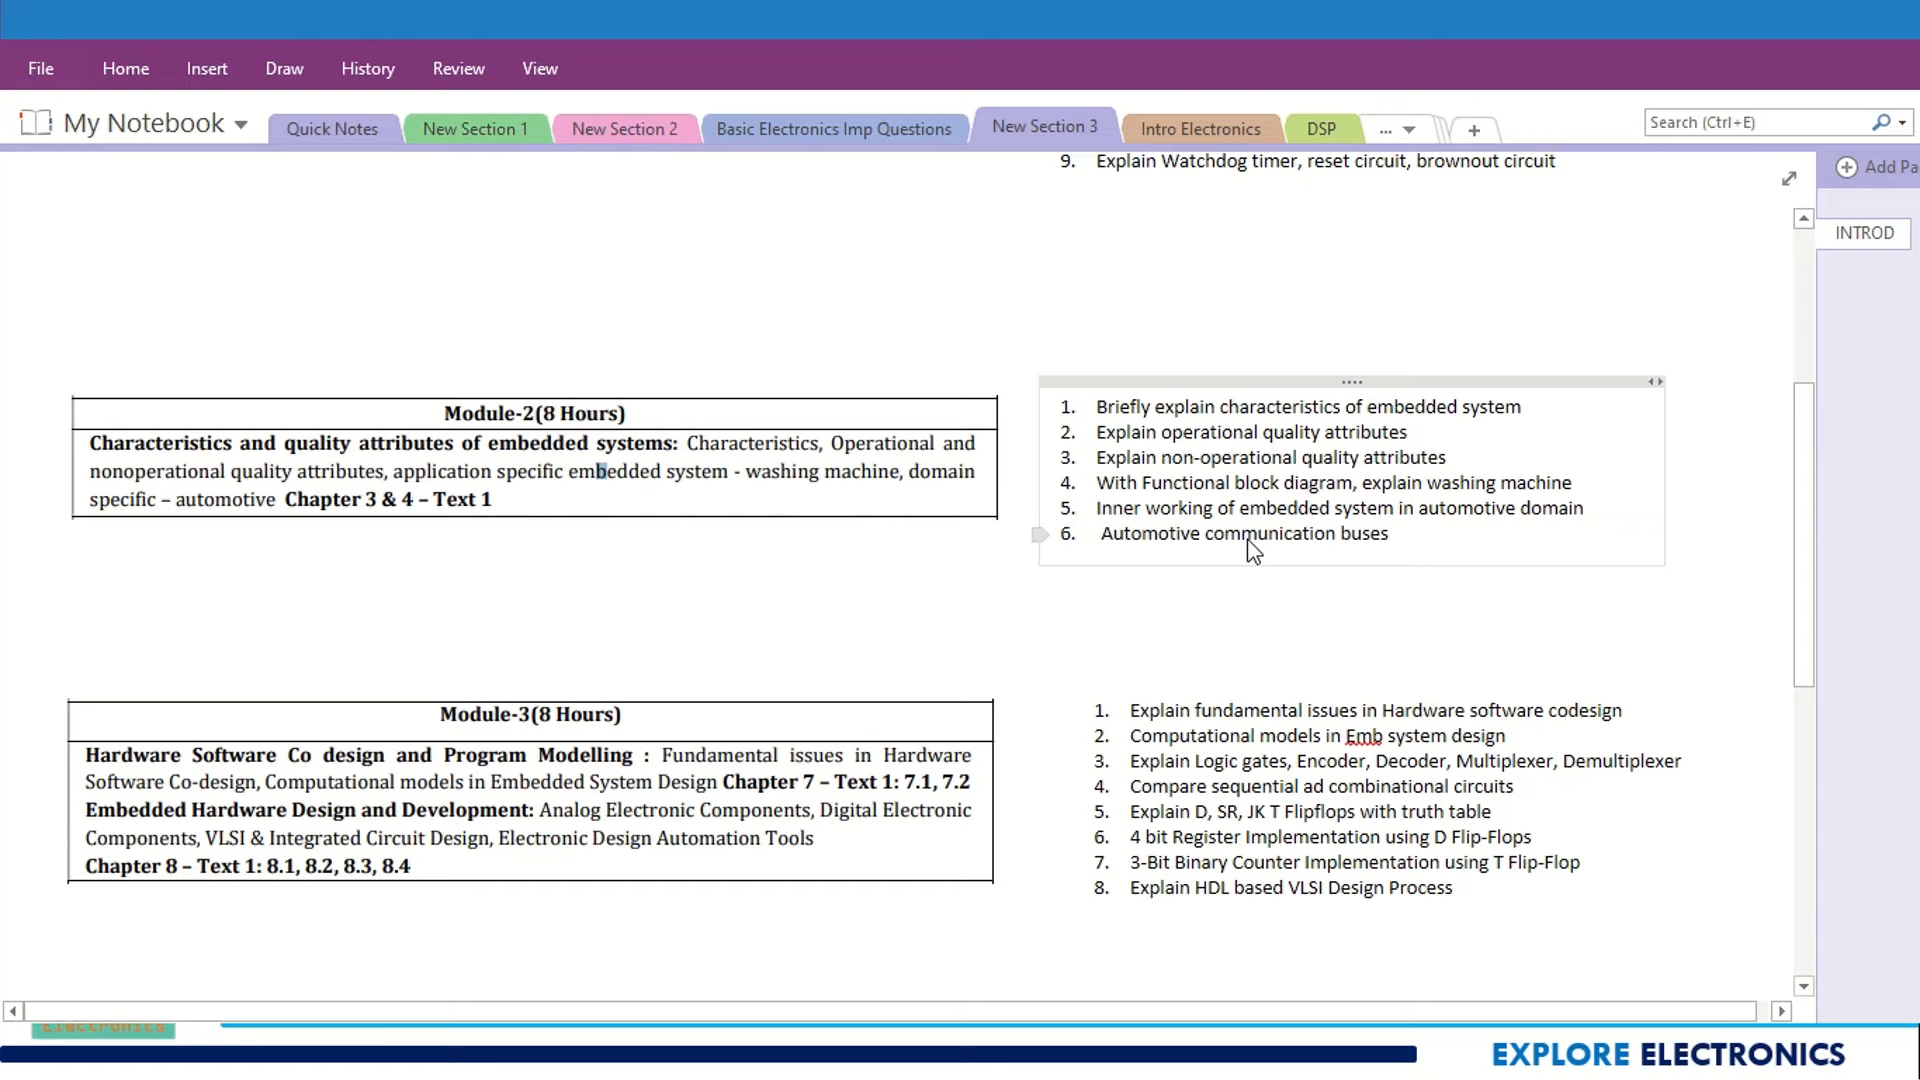 File Home Insert Draw History Review View
My Notebook Quick Notes New Section 1 New Section 2 Basic Electronics Imp Questions New Section 3 Intro Electronics DSP ... Search (Ctrl+E)
9. Explain Watchdog timer, reset circuit, brownout circuit
Add Pa
INTROD
Module-2(8 Hours)
Characteristics and quality attributes of embedded systems: Characteristics, Operational and
nonoperational quality attributes, application specific embedded system - washing machine, domain
specific – automotive Chapter 3 & 4 – Text 1
1. Briefly explain characteristics of embedded system
2. Explain operational quality attributes
3. Explain non-operational quality attributes
4. With Functional block diagram, explain washing machine
5. Inner working of embedded system in automotive domain
6. Automotive communication buses
Module-3(8 Hours)
Hardware Software Co design and Program Modelling : Fundamental issues in Hardware
Software Co-design, Computational models in Embedded System Design Chapter 7 – Text 1: 7.1, 7.2
Embedded Hardware Design and Development: Analog Electronic Components, Digital Electronic
Components, VLSI & Integrated Circuit Design, Electronic Design Automation Tools
Chapter 8 – Text 1: 8.1, 8.2, 8.3, 8.4
1. Explain fundamental issues in Hardware software codesign
2. Computational models in Emb system design
3. Explain Logic gates, Encoder, Decoder, Multiplexer, Demultiplexer
4. Compare sequential ad combinational circuits
5. Explain D, SR, JK T Flipflops with truth table
6. 4 bit Register Implementation using D Flip-Flops
7. 3-Bit Binary Counter Implementation using T Flip-Flop
8. Explain HDL based VLSI Design Process
Electronics
EXPLORE ELECTRONICS